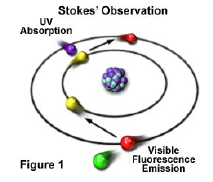 Stokes' Observation
UV
Absorption
Visible
Fluorescence
Emission
Figure 1